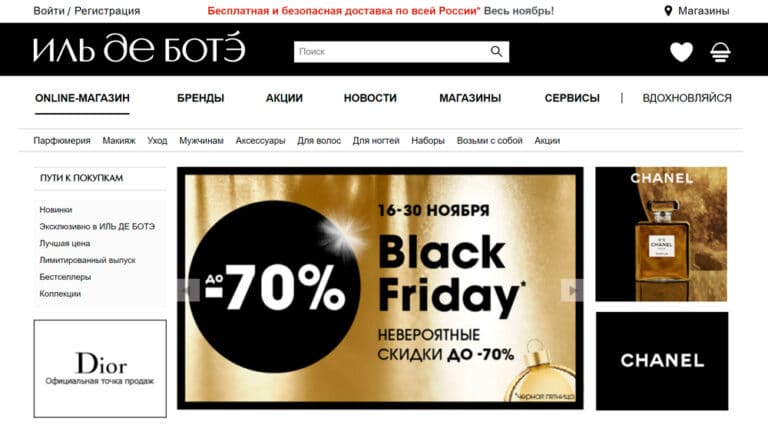 Войти / Регистрация
Бесплатная и безопасная доставка по всей России* Весь ноябрь!
Магазины
ИЛЬ ДЕ БОТЭ
Поиск
ONLINE-МАГАЗИН БРЕНДЫ АКЦИИ НОВОСТИ МАГАЗИНЫ СЕРВИСЫ | ВДОХНОВЛЯЙСЯ
Парфюмерия Макияж Уход Мужчинам Аксессуары Для волос Для ногтей Наборы Возьми с собой Акции
ПУТИ К ПОКУПКАМ
Новинки
Эксклюзивно в ИЛЬ ДЕ БОТЭ
Лучшая цена
Лимитированный выпуск
Бестселлеры
Коллекции
Dior
Официальная точка продаж
16-30 НОЯБРЯ
ДО -70%
Black
Friday*
НЕВЕРОЯТНЫЕ
СКИДКИ ДО -70%
*черная пятница
CHANEL
N°5
CHANEL
CHANEL